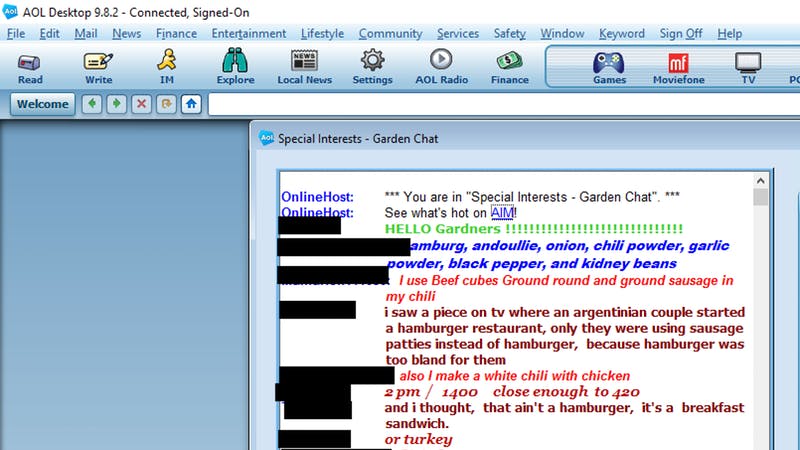 AOL Desktop 9.8.2 - Connected, Signed-On
File Edit Mail News Finance Entertainment Lifestyle Community Services Safety Window Keyword Sign Off Help
Read Write IM Explore Local News Settings AOL Radio Finance Games Moviefone TV
Welcome
Aol Special Interests - Garden Chat
OnlineHost: *** You are in "Special Interests - Garden Chat". ***
OnlineHost: See what's hot on AIM!
HELLO Gardners !!!!!!!!!!!!!!!!!!!!!!!!!!!!!!
amburg, andoullie, onion, chili powder, garlic
powder, black pepper, and kidney beans
I use Beef cubes Ground round and ground sausage in
my chili
i saw a piece on tv where an argentinian couple started
a hamburger restaurant, only they were using sausage
patties instead of hamburger, because hamburger was
too bland for them
also I make a white chili with chicken
2 pm / 1400 close enough to 420
and i thought, that ain't a hamburger, it's a breakfast
sandwich.
or turkey